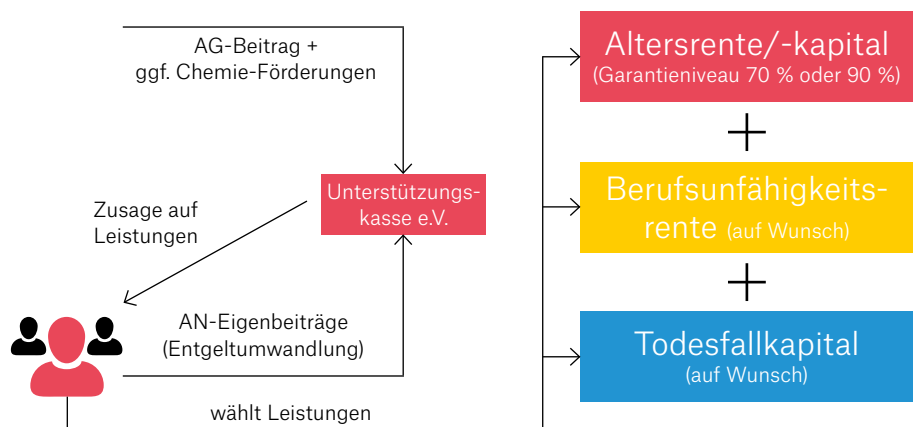 AG-Beitrag +
ggf. Chemie-Förderungen
Unterstützungs-
kasse e.V.
Zusage auf
Leistungen
AN-Eigenbeiträge
(Entgeltumwandlung)
wählt Leistungen
Altersrente/-kapital
(Garantieniveau 70 % oder 90 %)
+
Berufsunfähigkeits-
rente (auf Wunsch)
+
Todesfallkapital
(auf Wunsch)